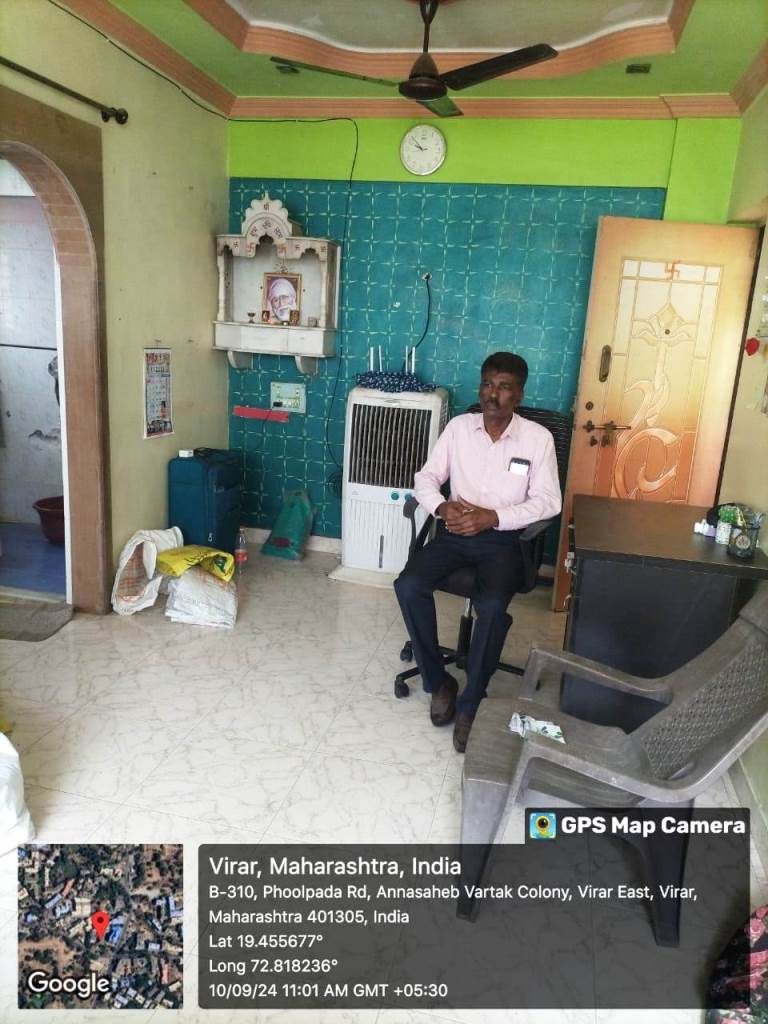 GPS Map Camera
Virar, Maharashtra, India
B-310, Phoolpada Rd, Annasaheb Vartak Colony, Virar East, Virar,
Maharashtra 401305, India
Lat 19.455677°
Long 72.818236°
10/09/24 11:01 AM GMT +05:30
Google